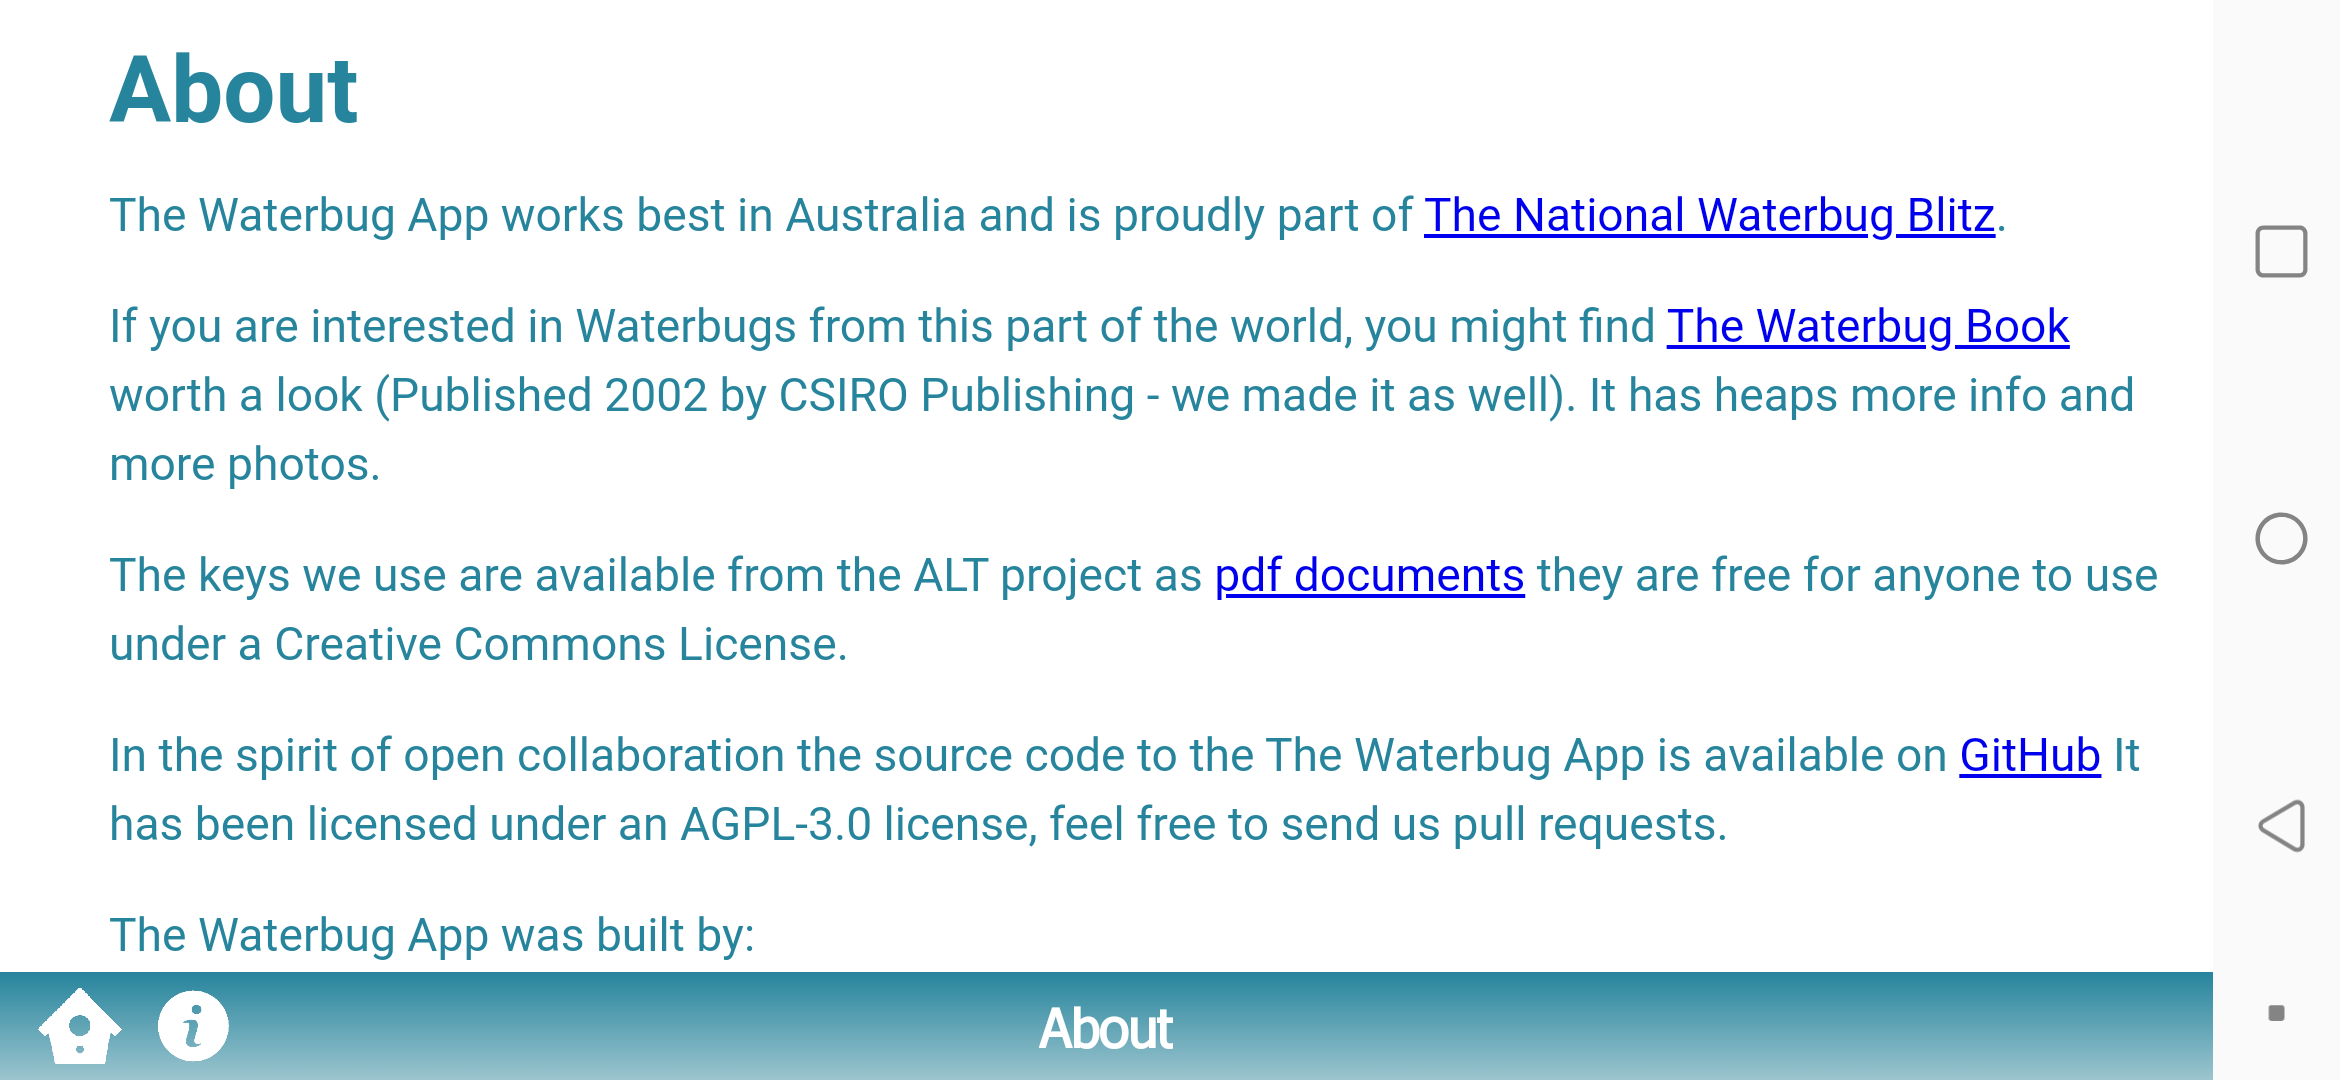 About
The Waterbug App works best in Australia and is proudly part of The National Waterbug Blitz.
If you are interested in Waterbugs from this part of the world, you might find The Waterbug Book
worth a look (Published 2002 by CSIRO Publishing - we made it as well). It has heaps more info and
more photos.
The keys we use are available from the ALT project as pdf documents they are free for anyone to use
under a Creative Commons License.
In the spirit of open collaboration the source code to the The Waterbug App is available on GitHub It
has been licensed under an AGPL-3.0 license, feel free to send us pull requests.
The Waterbug App was built by:
About